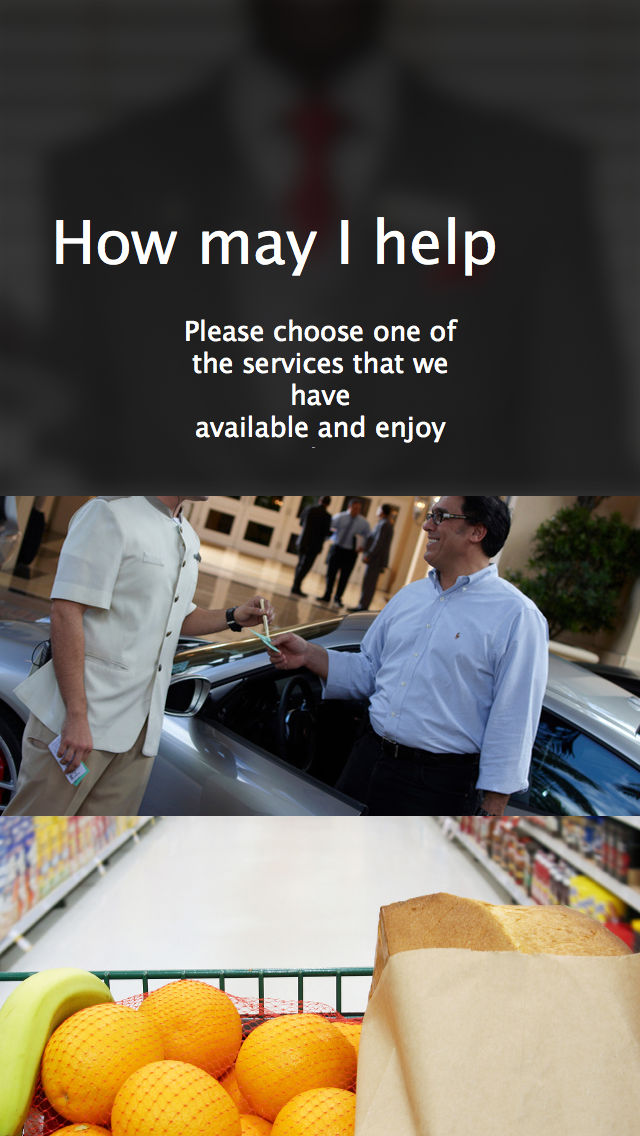 How may I help
Please choose one of
the services that we
have
available and enjoy